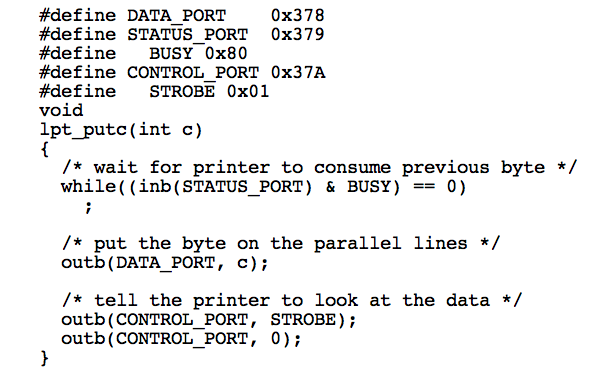 #define DATA_PORT    0x378
#define STATUS_PORT  0x379
#define   BUSY 0x80
#define CONTROL_PORT 0x37A
#define   STROBE 0x01
void
lpt_putc(int c)
{
  /* wait for printer to consume previous byte */
  while((inb(STATUS_PORT) & BUSY) == 0)
    ;

  /* put the byte on the parallel lines */
  outb(DATA_PORT, c);

  /* tell the printer to look at the data */
  outb(CONTROL_PORT, STROBE);
  outb(CONTROL_PORT, 0);
}